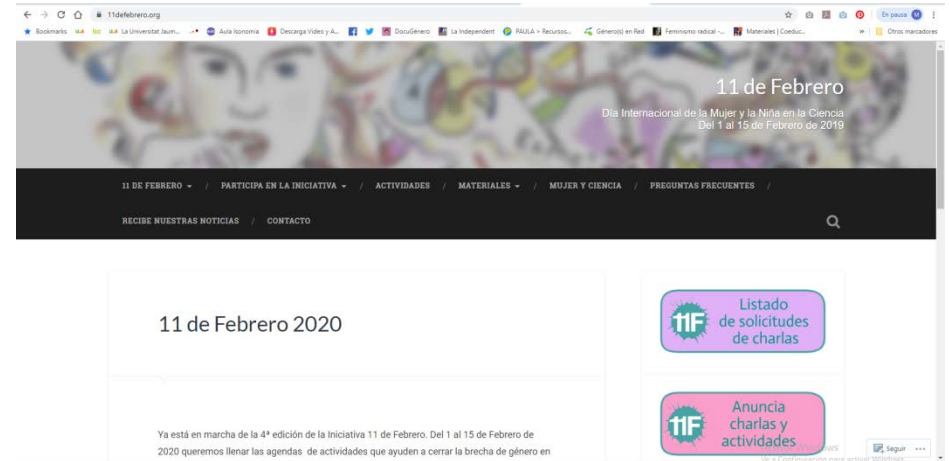 11defebrero.org
En pausa
M
Bookmarks
La Universitat Jaum...
Aula Isonomia
Descarga Video y A...
DocuGénero
La Independent
PAULA > Recursos...
Género(s) en Red
Feminismo radical -...
Materiales | Coeduc...
Otros marcadores
11 de Febrero
Día Internacional de la Mujer y la Niña en la Ciencia
Del 1 al 15 de Febrero de 2019
11 DE FEBRERO / PARTICIPA EN LA INICIATIVA / ACTIVIDADES / MATERIALES / MUJER Y CIENCIA / PREGUNTAS FRECUENTES /
RECIBE NUESTRAS NOTICIAS / CONTACTO
11 de Febrero 2020
Ya está en marcha de la 4ª edición de la Iniciativa 11 de Febrero. Del 1 al 15 de Febrero de
2020 queremos llenar las agendas de actividades que ayuden a cerrar la brecha de género en
11F
Listado
de solicitudes
de charlas
11F
Anuncia
charlas y
actividades
Seguir ...